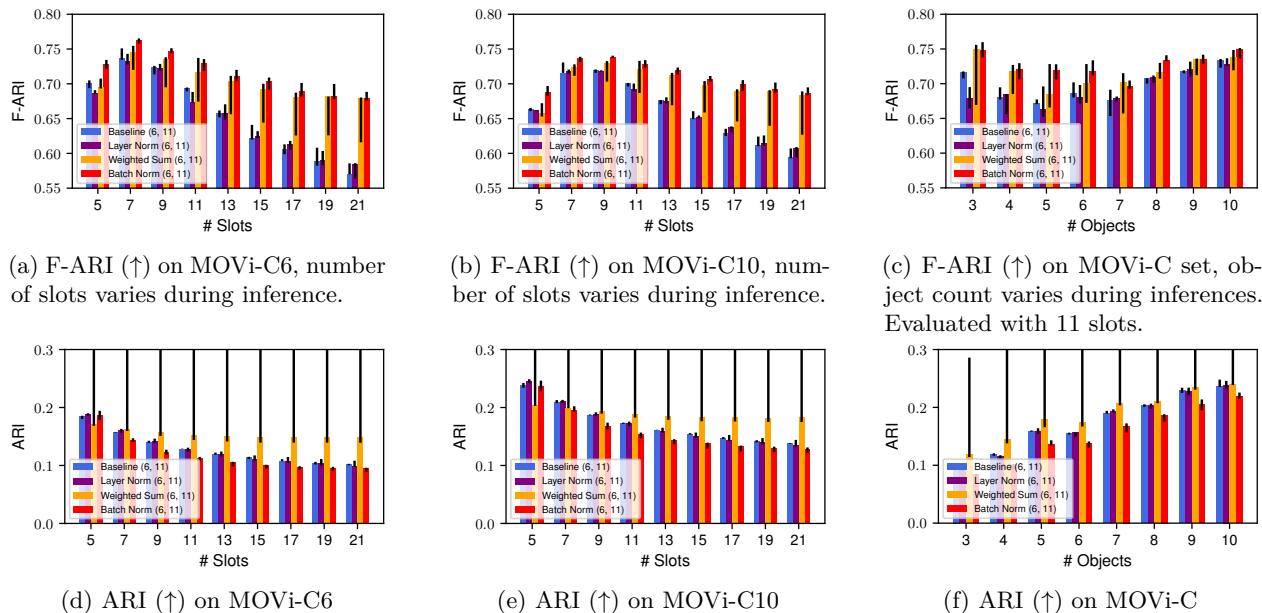 0.80
0.75
0.70
0.65
0.60
0.55
F-ARI
Baseline (6, 11)
Layer Norm (6, 11)
Weighted Sum (6, 11)
Batch Norm (6, 11)
5 7 9 11 13 15 17 19 21
# Slots
(a) F-ARI (↑) on MOVi-C6, number
of slots varies during inference.
0.80
0.75
0.70
0.65
0.60
0.55
F-ARI
Baseline (6, 11)
Layer Norm (6, 11)
Weighted Sum (6, 11)
Batch Norm (6, 11)
5 7 9 11 13 15 17 19 21
# Slots
(b) F-ARI (↑) on MOVi-C10, num-
ber of slots varies during inference.
0.80
0.75
0.70
0.65
0.60
0.55
F-ARI
Baseline (6, 11)
Layer Norm (6, 11)
Weighted Sum (6, 11)
Batch Norm (6, 11)
3 4 5 6 7 8 9 10
# Objects
(c) F-ARI (↑) on MOVi-C set, ob-
ject count varies during inferences.
Evaluated with 11 slots.
0.3
0.2
0.1
0.0
ARI
Baseline (6, 11)
Layer Norm (6, 11)
Weighted Sum (6, 11)
Batch Norm (6, 11)
5 7 9 11 13 15 17 19 21
# Slots
(d) ARI (↑) on MOVi-C6
0.3
0.2
0.1
0.0
ARI
Baseline (6, 11)
Layer Norm (6, 11)
Weighted Sum (6, 11)
Batch Norm (6, 11)
5 7 9 11 13 15 17 19 21
# Slots
(e) ARI (↑) on MOVi-C10
0.3
0.2
0.1
0.0
ARI
Baseline (6, 11)
Layer Norm (6, 11)
Weighted Sum (6, 11)
Batch Norm (6, 11)
3 4 5 6 7 8 9 10
# Objects
(f) ARI (↑) on MOVi-C